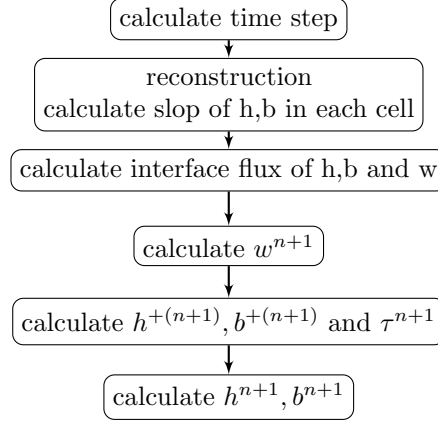 calculate time step
reconstruction
calculate slop of h,b in each cell
calculate interface flux of h,b and w
calculate $w^{n+1}$
calculate $h^{+(n+1)}, b^{+(n+1)}$ and $\tau^{n+1}$
calculate $h^{n+1}, b^{n+1}$